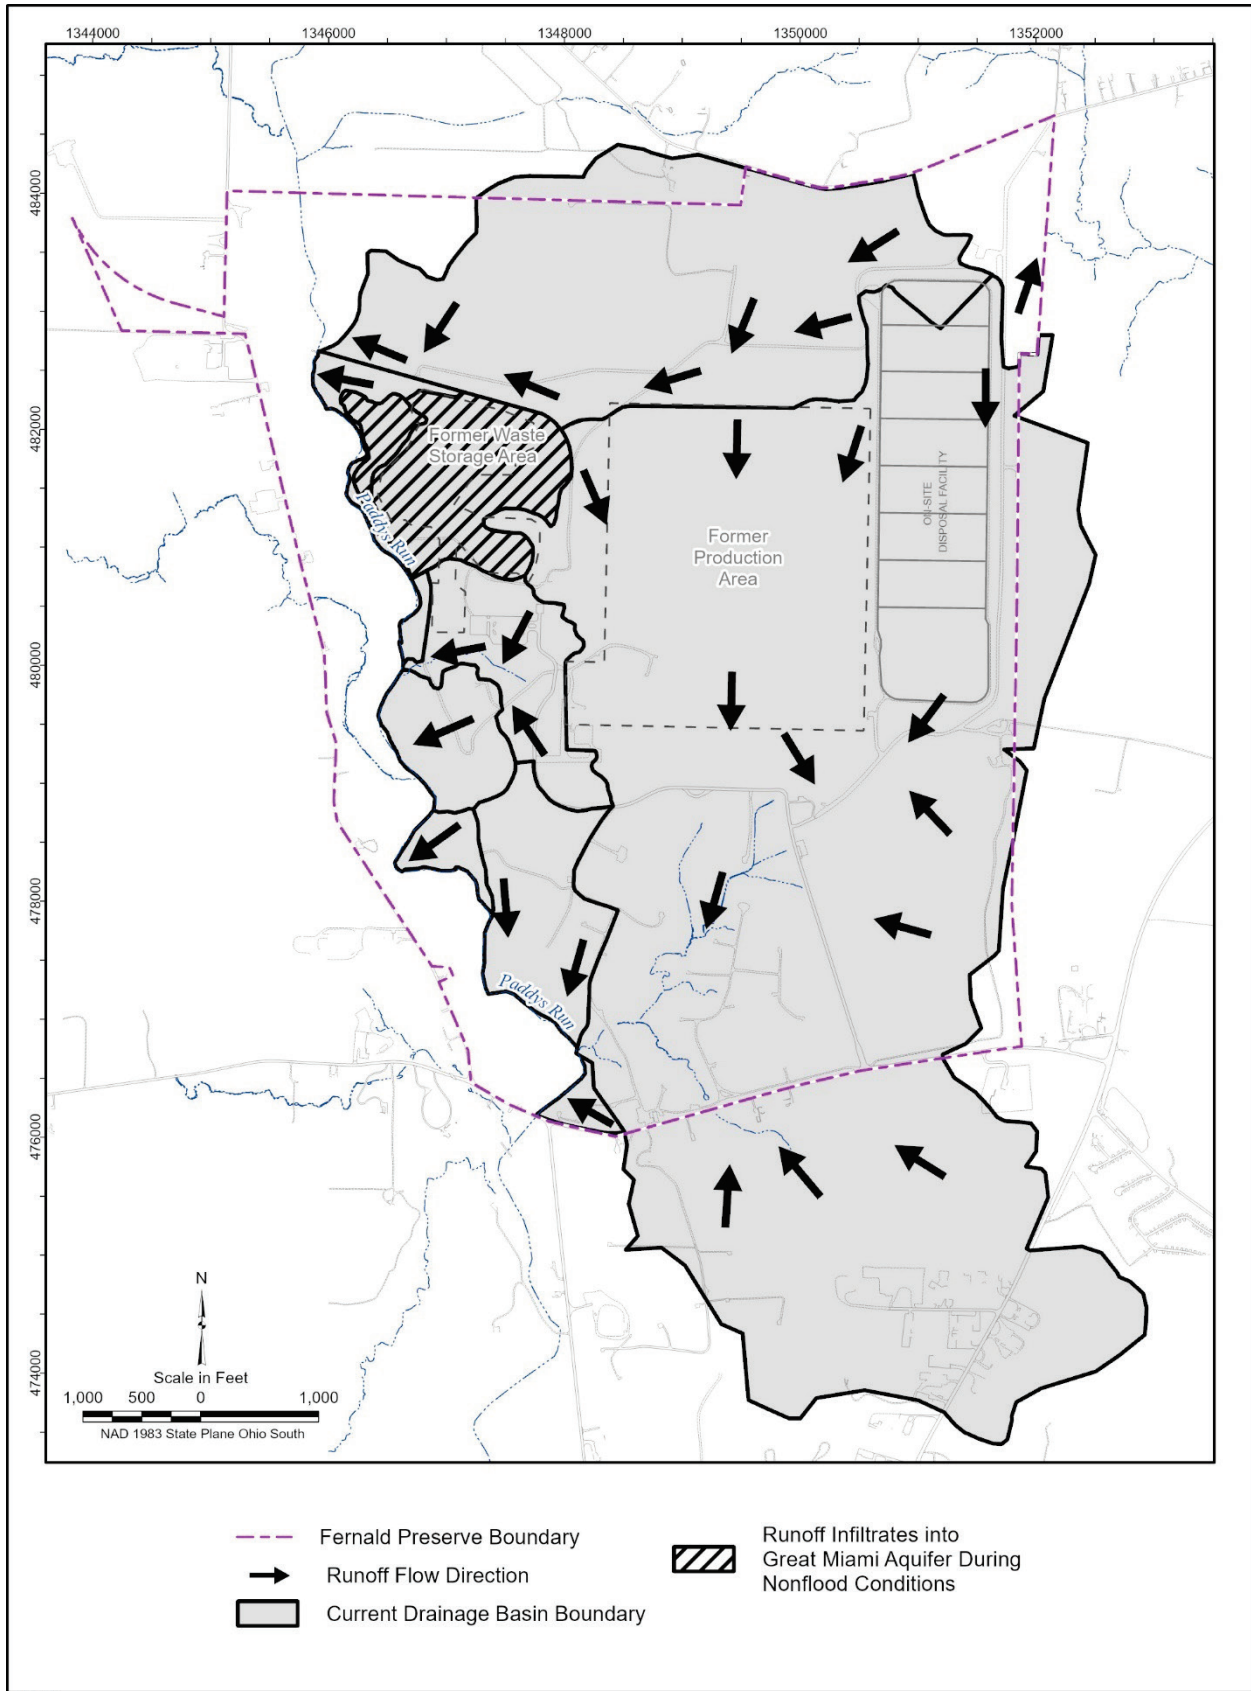 1344000 1346000 1348000 1350000 1352000
484000
482000
480000
478000
476000
474000
Former Waste
Storage Area
Paddys Run
Former
Production
Area
ON-SITE
DISPOSAL FACILITY
Paddys Run
N
Scale in Feet
1,000 500 0 1,000
NAD 1983 State Plane Ohio South
Fernald Preserve Boundary
Runoff Flow Direction
Current Drainage Basin Boundary
Runoff Infiltrates into
Great Miami Aquifer During
Nonflood Conditions